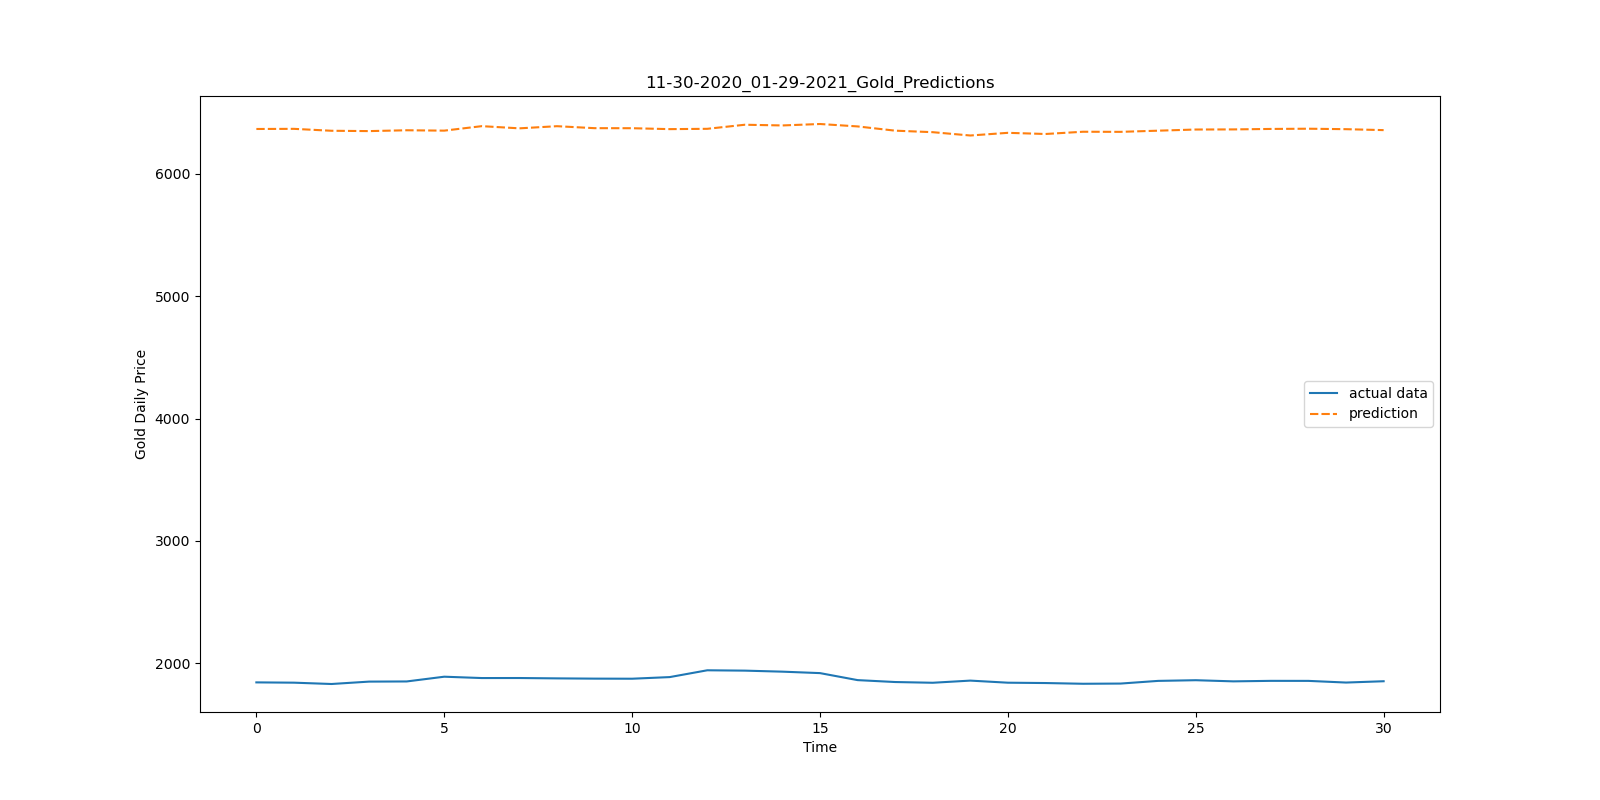 11-30-2020_01-29-2021_Gold_Predictions
Gold Daily Price
6000
5000
4000
3000
2000
actual data
prediction
0 5 10 15 20 25 30
Time